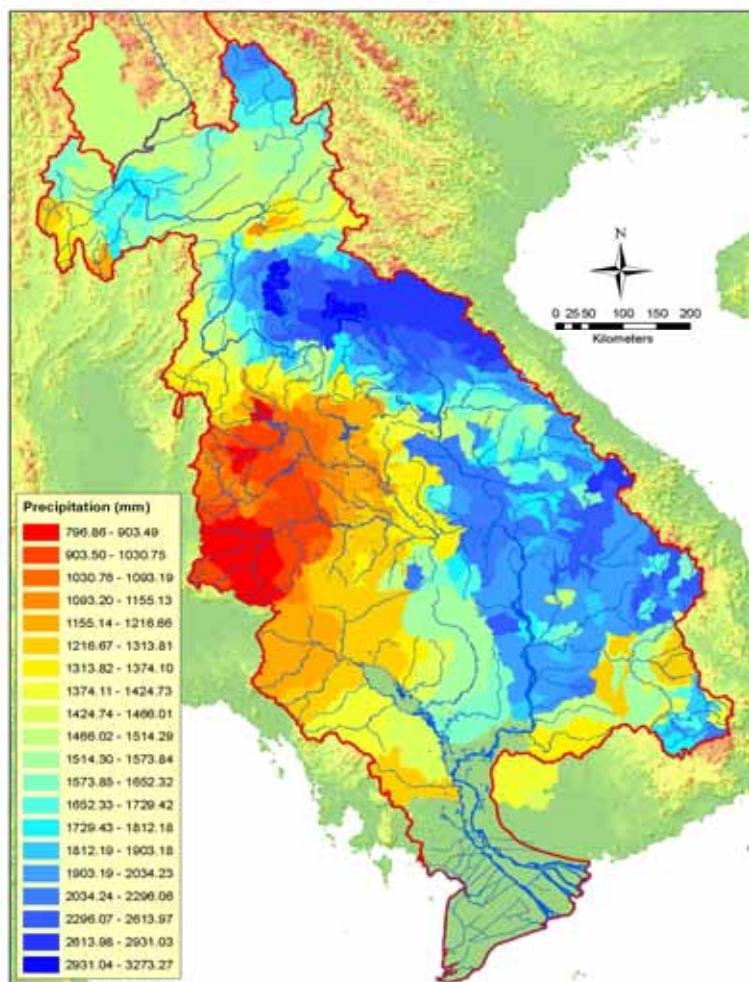 N
0 25 50 100 150 200
Kilometers
Precipitation (mm)
796.86 - 903.49
903.50 - 1030.75
1030.76 - 1093.19
1093.20 - 1155.13
1155.14 - 1216.66
1216.67 - 1313.81
1313.82 - 1374.10
1374.11 - 1424.73
1424.74 - 1466.01
1466.02 - 1514.29
1514.30 - 1573.84
1573.85 - 1652.32
1652.33 - 1729.42
1729.43 - 1812.18
1812.19 - 1903.18
1903.19 - 2034.23
2034.24 - 2296.06
2296.07 - 2613.97
2613.98 - 2931.03
2931.04 - 3273.27